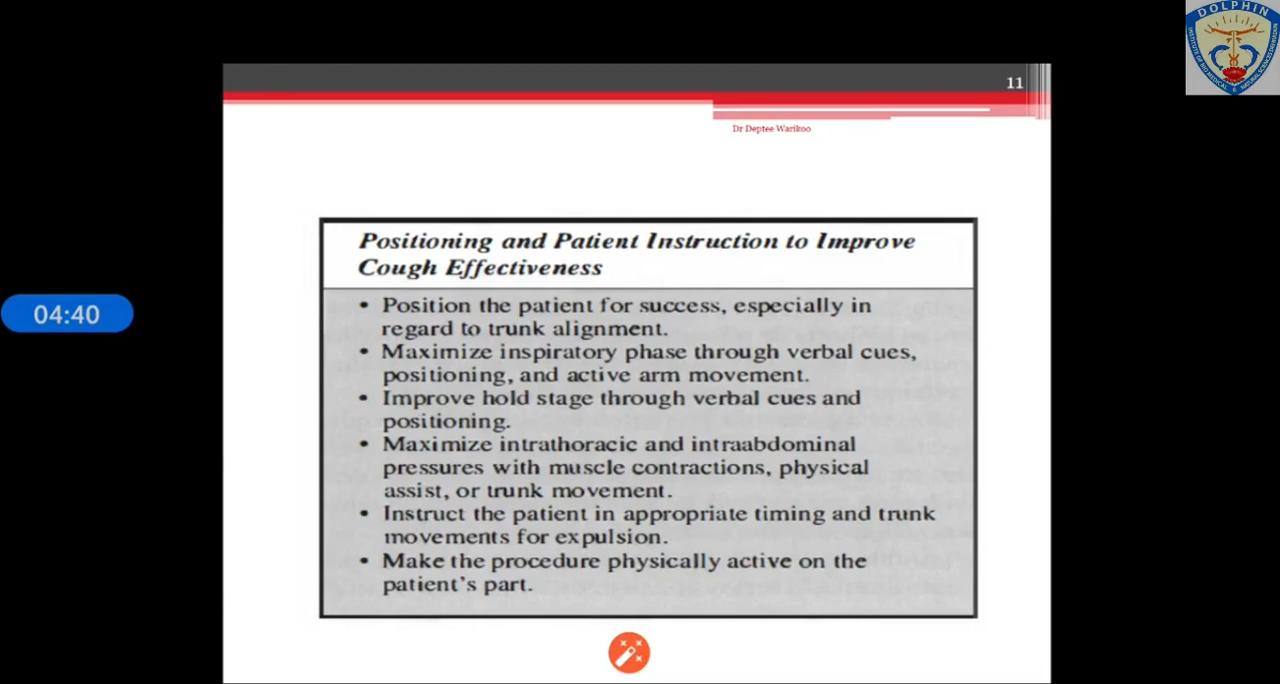 DOLPHIN
11
Dr Deptee Warikoo
Positioning and Patient Instruction to Improve
Cough Effectiveness
• Position the patient for success, especially in
regard to trunk alignment.
• Maximize inspiratory phase through verbal cues,
positioning, and active arm movement.
04:40
• Improve hold stage through verbal cues and
positioning.
• Maximize intrathoracic and intraabdominal
pressures with muscle contractions, physical
assist, or trunk movement.
• Instruct the patient in appropriate timing and trunk
movements for expulsion.
• Make the procedure physically active on the
patient's part.